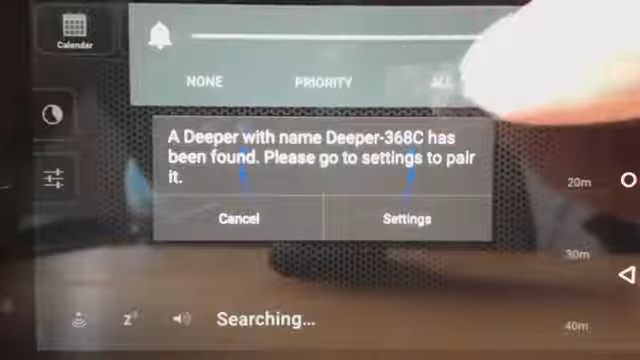 Calendar
NONE PRIORITY ALL
A Deeper with name Deeper-368C has
been found. Please go to settings to pair
it.
Cancel Settings
20m
30m
Searching...
40m